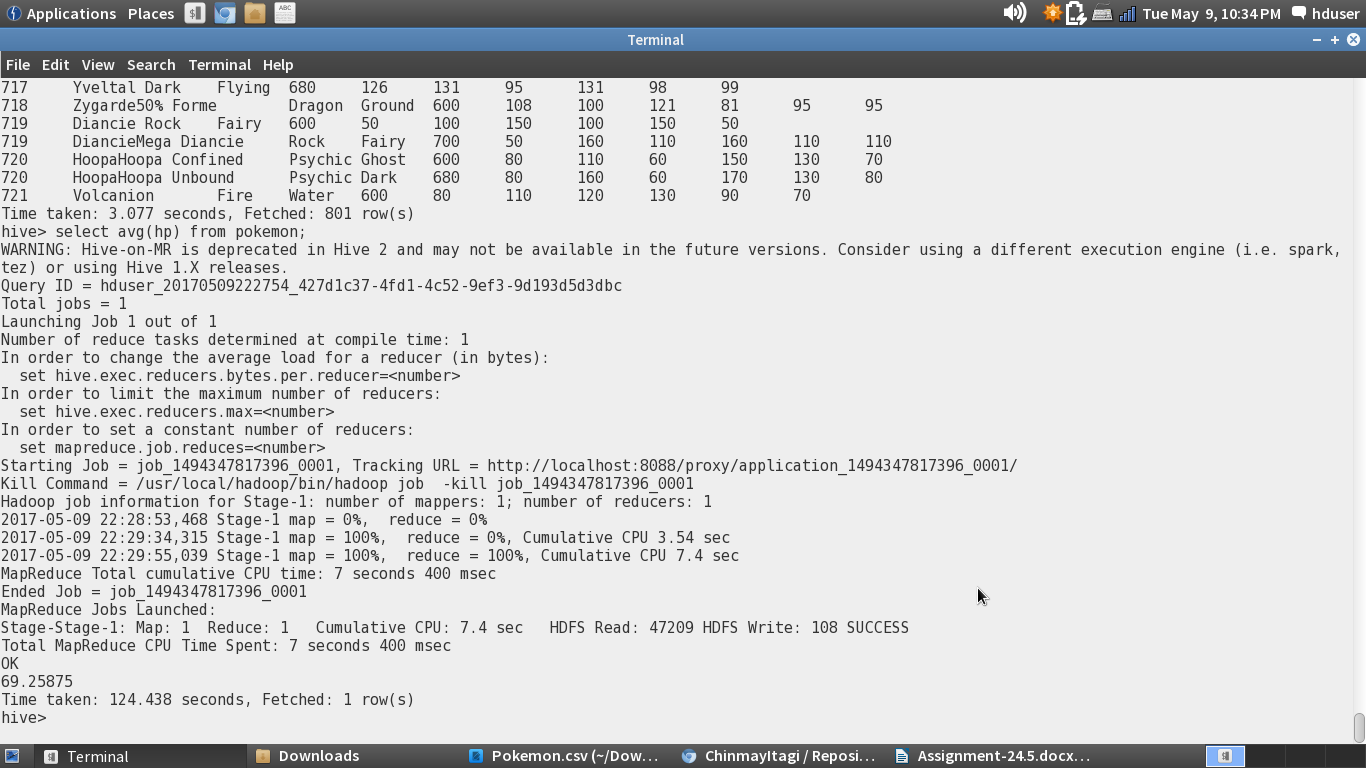 Applications Places Tue May 9, 10:34 PM hduser
Terminal
File Edit View Search Terminal Help
717 Yveltal Dark Flying 680 126 131 95 131 98 99
718 Zygarde50% Forme Dragon Ground 600 108 100 121 81 95 95
719 Diancie Rock Fairy 600 50 100 150 100 150 50
719 DiancieMega Diancie Rock Fairy 700 50 160 110 160 110 110
720 HoopaHoopa Confined Psychic Ghost 600 80 110 60 150 130 70
720 HoopaHoopa Unbound Psychic Dark 680 80 160 60 170 130 80
721 Volcanion Fire Water 600 80 110 120 130 90 70
Time taken: 3.077 seconds, Fetched: 801 row(s)
hive> select avg(hp) from pokemon;
WARNING: Hive-on-MR is deprecated in Hive 2 and may not be available in the future versions. Consider using a different execution engine (i.e. spark,
tez) or using Hive 1.X releases.
Query ID = hduser_20170509222754_427d1c37-4fd1-4c52-9ef3-9d193d5d3dbc
Total jobs = 1
Launching Job 1 out of 1
Number of reduce tasks determined at compile time: 1
In order to change the average load for a reducer (in bytes):
set hive.exec.reducers.bytes.per.reducer=<number>
In order to limit the maximum number of reducers:
set hive.exec.reducers.max=<number>
In order to set a constant number of reducers:
set mapreduce.job.reduces=<number>
Starting Job = job_1494347817396_0001, Tracking URL = http://localhost:8088/proxy/application_1494347817396_0001/
Kill Command = /usr/local/hadoop/bin/hadoop job -kill job_1494347817396_0001
Hadoop job information for Stage-1: number of mappers: 1; number of reducers: 1
2017-05-09 22:28:53,468 Stage-1 map = 0%, reduce = 0%
2017-05-09 22:29:34,315 Stage-1 map = 100%, reduce = 0%, Cumulative CPU 3.54 sec
2017-05-09 22:29:55,039 Stage-1 map = 100%, reduce = 100%, Cumulative CPU 7.4 sec
MapReduce Total cumulative CPU time: 7 seconds 400 msec
Ended Job = job_1494347817396_0001
MapReduce Jobs Launched:
Stage-Stage-1: Map: 1 Reduce: 1 Cumulative CPU: 7.4 sec HDFS Read: 47209 HDFS Write: 108 SUCCESS
Total MapReduce CPU Time Spent: 7 seconds 400 msec
OK
69.25875
Time taken: 124.438 seconds, Fetched: 1 row(s)
hive>
Terminal Downloads Pokemon.csv (~/Dow... ChinmayItagi / Reposi... Assignment-24.5.docx...